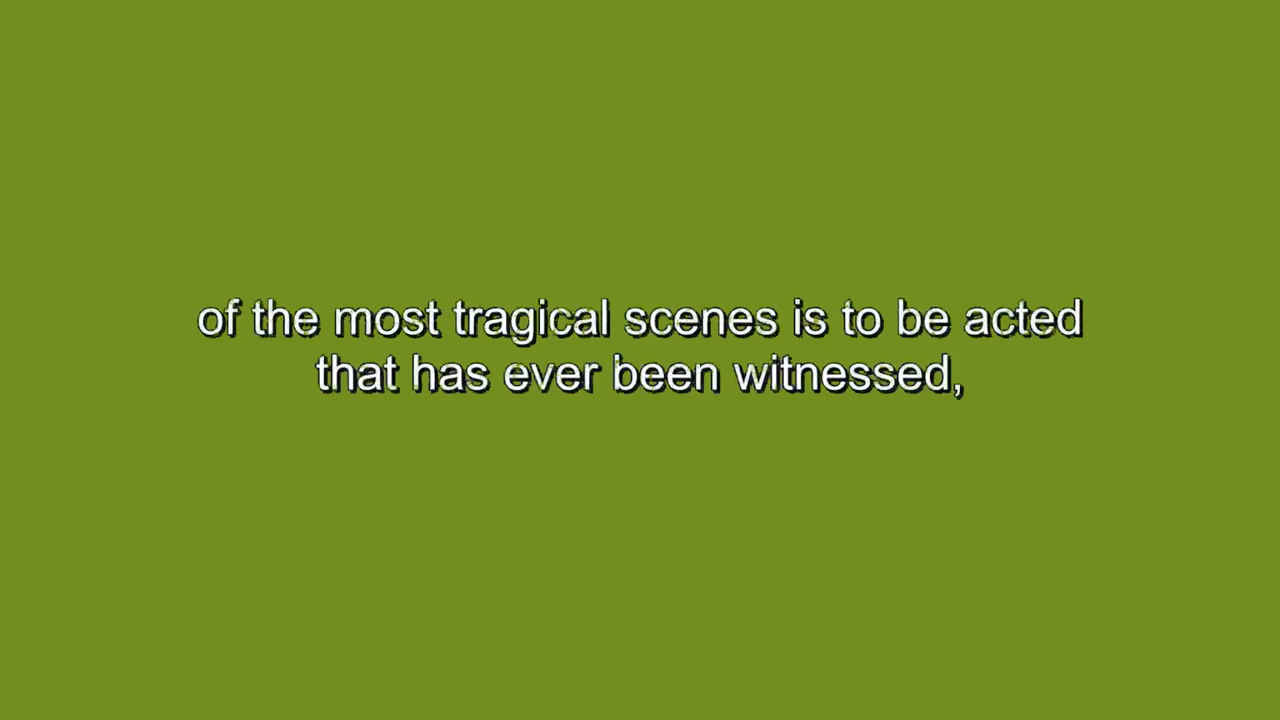 of the most tragical scenes is to be acted
that has ever been witnessed,